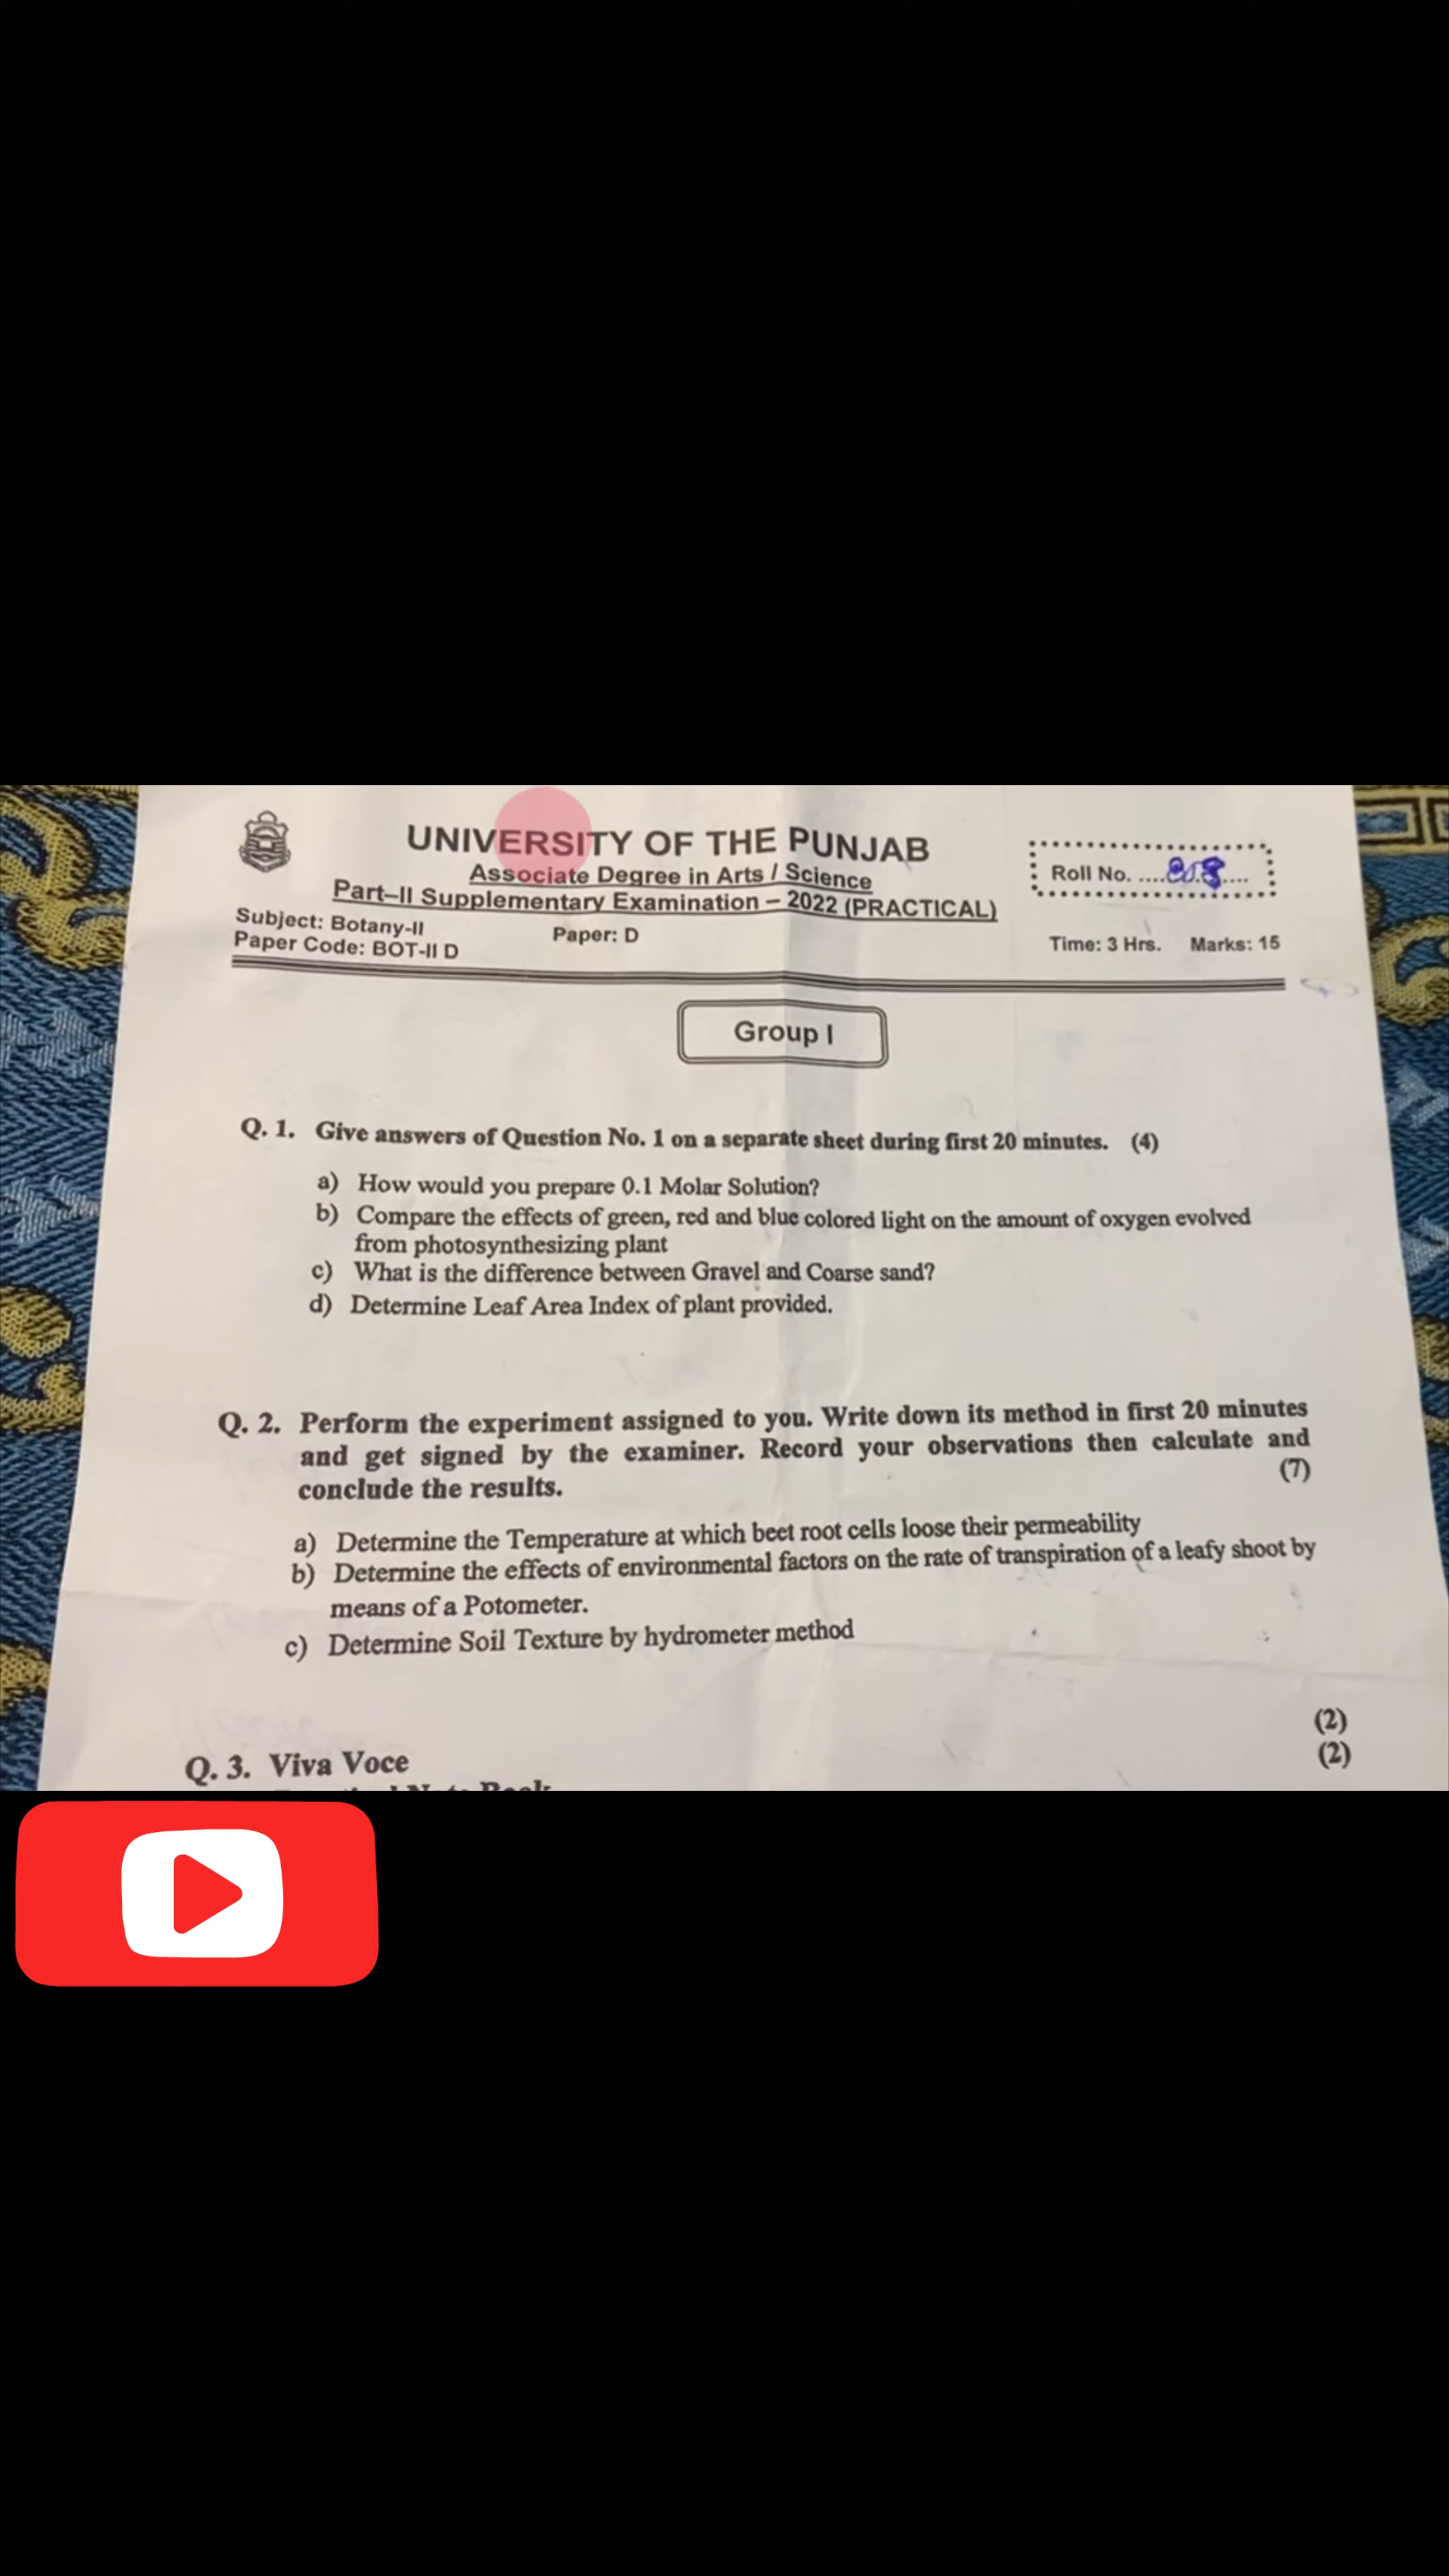 UNIVERSITY OF THE PUNJAB
Associate Degree in Arts / Science
Part–II Supplementary Examination – 2022 (PRACTICAL)
Roll No. ........
Subject: Botany-II
Paper: D
Paper Code: BOT-II D
Time: 3 Hrs. Marks: 15
Group I
Q. 1. Give answers of Question No. 1 on a separate sheet during first 20 minutes. (4)
a) How would you prepare 0.1 Molar Solution?
b) Compare the effects of green, red and blue colored light on the amount of oxygen evolved
from photosynthesizing plant
c) What is the difference between Gravel and Coarse sand?
d) Determine Leaf Area Index of plant provided.
Q. 2. Perform the experiment assigned to you. Write down its method in first 20 minutes
and get signed by the examiner. Record your observations then calculate and
conclude the results. (7)
a) Determine the Temperature at which beet root cells loose their permeability
b) Determine the effects of environmental factors on the rate of transpiration of a leafy shoot by
means of a Potometer.
c) Determine Soil Texture by hydrometer method
(2)
Q. 3. Viva Voce (2)